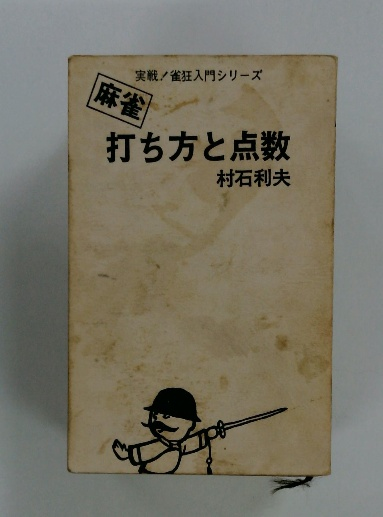 実戦！雀狂入門シリーズ
麻雀
打ち方と点数
村石利夫